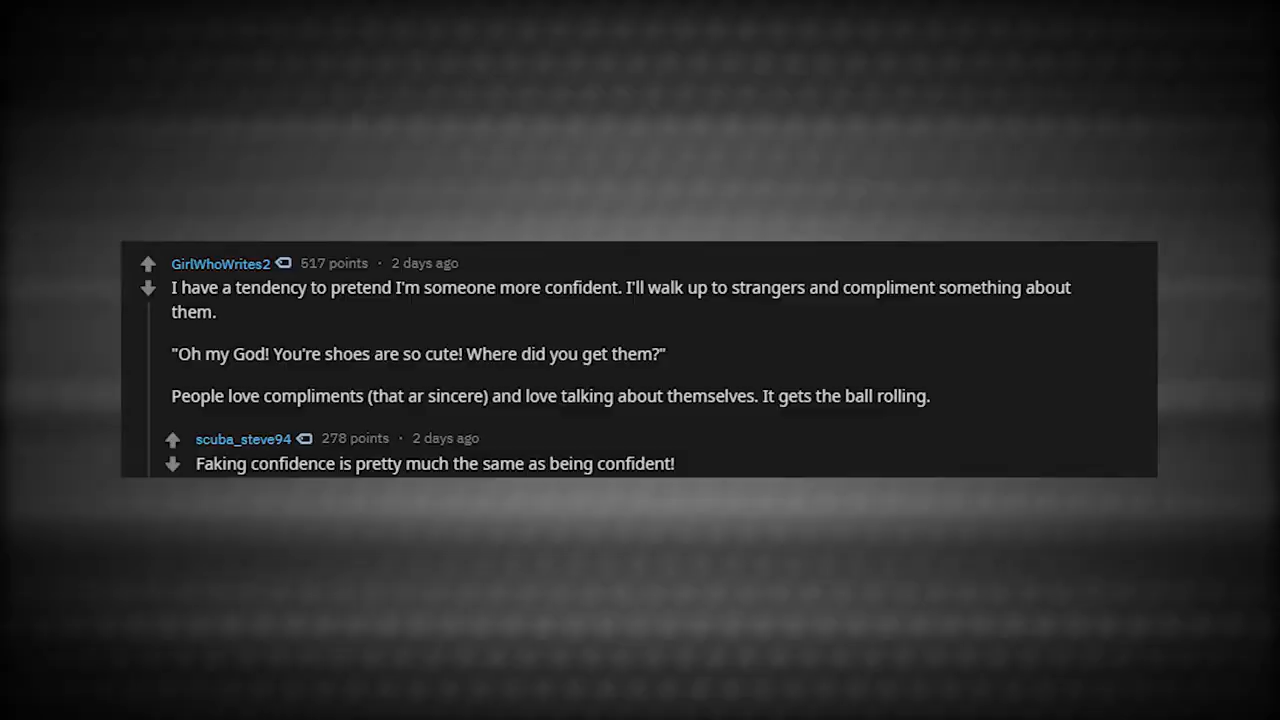 GirlWhoWrites2 517 points · 2 days ago
I have a tendency to pretend I'm someone more confident. I'll walk up to strangers and compliment something about
them.
"Oh my God! You're shoes are so cute! Where did you get them?"
People love compliments (that ar sincere) and love talking about themselves. It gets the ball rolling.
scuba_steve94 278 points · 2 days ago
Faking confidence is pretty much the same as being confident!